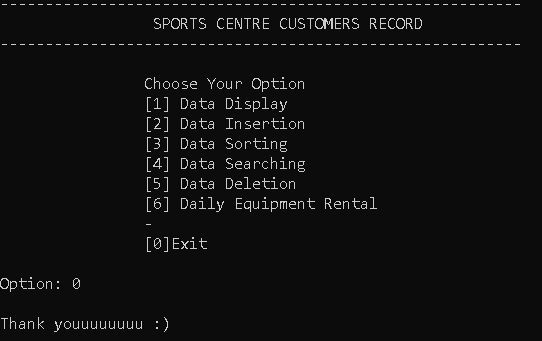 ----------------------------------------------------------
SPORTS CENTRE CUSTOMERS RECORD
----------------------------------------------------------
Choose Your Option
[1] Data Display
[2] Data Insertion
[3] Data Sorting
[4] Data Searching
[5] Data Deletion
[6] Daily Equipment Rental
-
[0]Exit
Option: 0
Thank youuuuuuuu :)